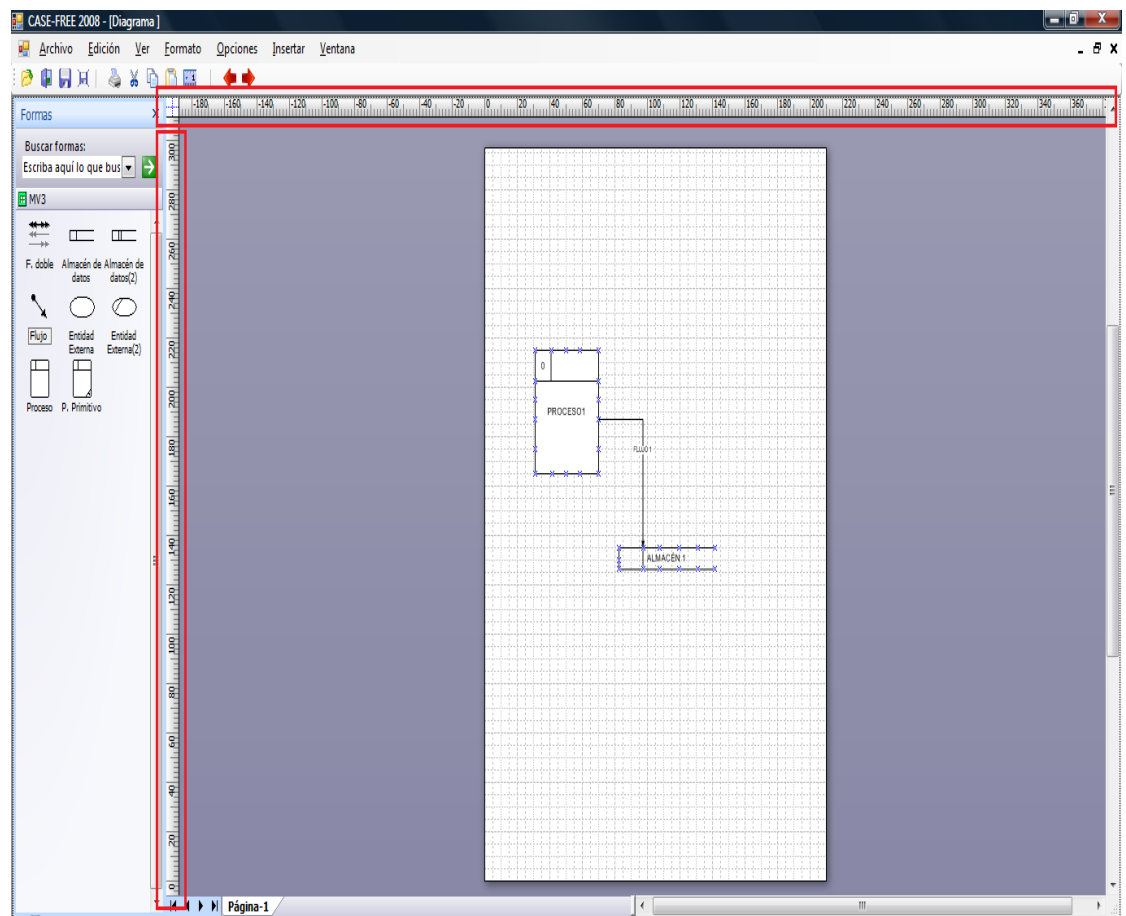 CASE-FREE 2008 - [Diagrama ]
Archivo Edición Ver Formato Opciones Insertar Ventana
Formas
-180 -160 -140 -120 -100 -80 -60 -40 -20 0 20 40 60 80 100 120 140 160 180 200 220 240 260 280 300 320 340 360
Buscar formas:
Escriba aquí lo que bus
MV3
F. doble
Almacén de datos
Almacén de datos(2)
Flujo
Entidad Externa
Entidad Externa(2)
Proceso
P. Primitivo
300
280
260
240
220
200
180
160
140
120
100
80
60
40
20
0
0
PROCESO1
FLUJO1
ALMACÉN 1
Página-1